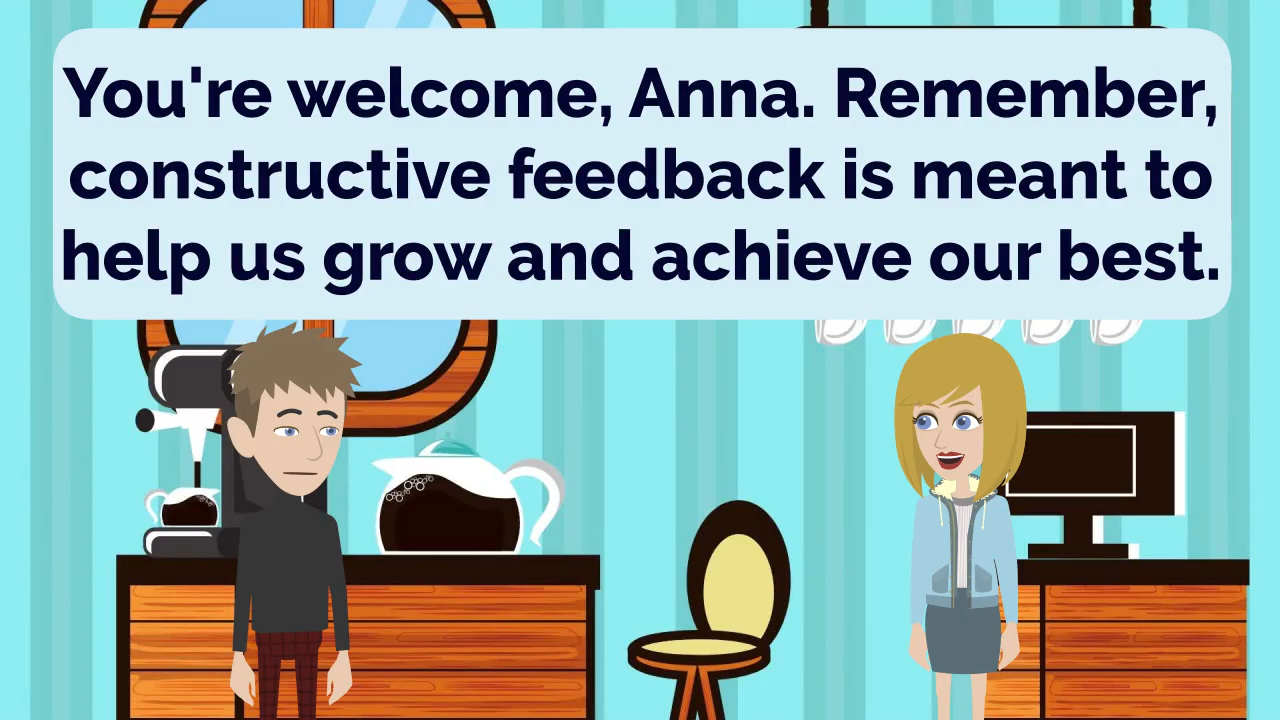 You're welcome, Anna. Remember,
constructive feedback is meant to
help us grow and achieve our best.